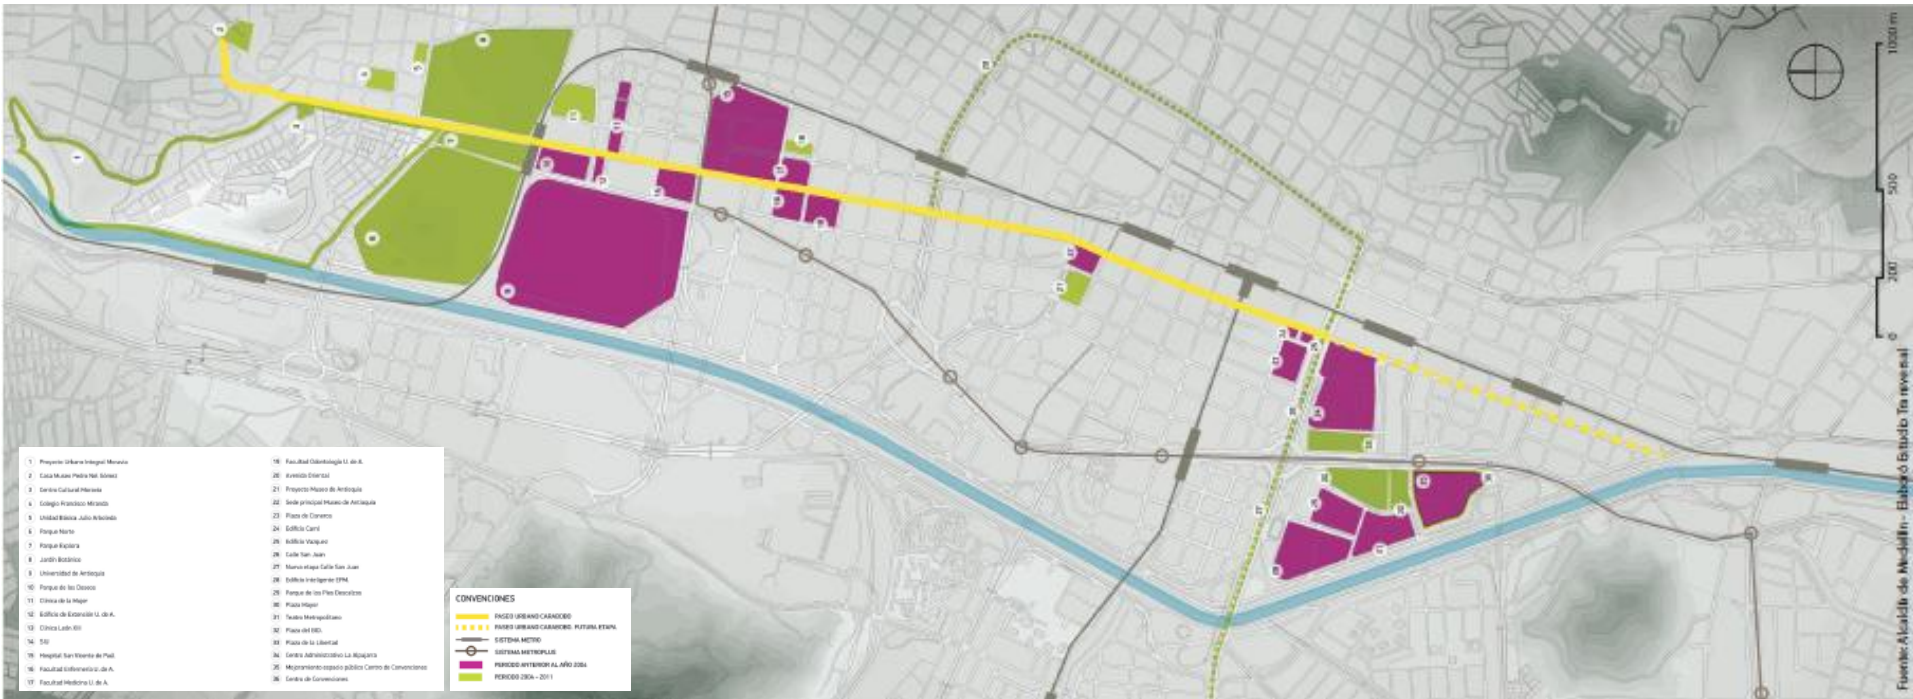 1 Proyecto Urbano Integral Moravia
2 Casa Museo Pedro Nel Gómez
3 Centro Cultural Moravia
4 Colegio Francisco Miranda
5 Unidad Básica Julio Arboleda
6 Parque Norte
7 Parque Explora
8 Jardín Botánico
9 Universidad de Antioquia
10 Parque de los Deseos
11 Clínica de la Mujer
12 Edificio de Extensión U. de A.
13 Clínica León XIII
14 SIU
15 Hospital San Vicente de Paúl
16 Facultad Enfermería U. de A.
17 Facultad Medicina U. de A.
19 Facultad Odontología U. de A.
20 Avenida Oriental
21 Proyecto Museo de Antioquia
22 Sede principal Museo de Antioquia
23 Plaza de Cisneros
24 Edificio Carré
25 Edificio Vásquez
26 Calle San Juan
27 Nueva etapa Calle San Juan
28 Edificio Inteligente EPM
29 Parque de los Pies Descalzos
30 Plaza Mayor
31 Teatro Metropolitano
32 Plaza del BID
33 Plaza de la Libertad
34 Centro Administrativo La Alpujarra
35 Mejoramiento espacio público Centro de Convenciones
36 Centro de Convenciones
CONVENCIONES
PASEO URBANO CARABOBO
PASEO URBANO CARABOBO. FUTURA ETAPA
SISTEMA METRO
SISTEMA METROPLUS
PERIODO ANTERIOR AL AÑO 2004
PERIODO 2004 - 2011
0 200 500 1000 m
Fuente: Alcaldía de Medellín - Elaboró Estudio Transversal